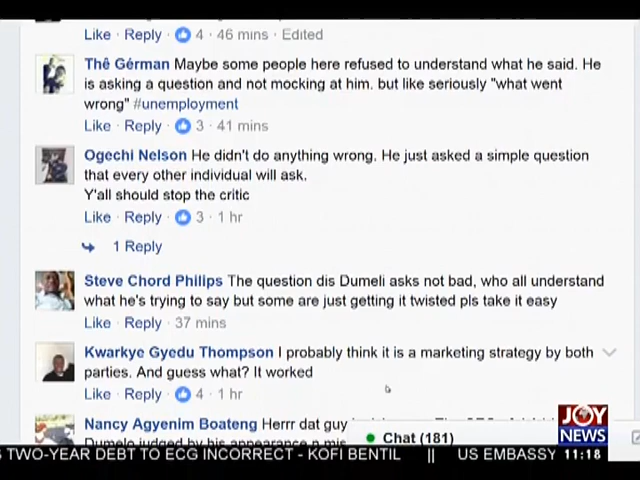 Like · Reply · 4 · 46 mins · Edited
Thê Gérman Maybe some people here refused to understand what he said. He
is asking a question and not mocking at him. but like seriously "what went
wrong" #unemployment
Like · Reply · 3 · 41 mins
Ogechi Nelson He didn't do anything wrong. He just asked a simple question
that every other individual will ask.
Y'all should stop the critic
Like · Reply · 3 · 1 hr
1 Reply
Steve Chord Philips The question dis Dumeli asks not bad, who all understand
what he's trying to say but some are just getting it twisted pls take it easy
Like · Reply · 37 mins
Kwarkye Gyedu Thompson I probably think it is a marketing strategy by both
parties. And guess what? It worked
Like · Reply · 4 · 1 hr
Nancy Agyenim Boateng Herrr dat guy
Dumelo judged by his appearance n mis
Chat (181)
JOY
NEWS
S TWO-YEAR DEBT TO ECG INCORRECT - KOFI BENTIL || US EMBASSY 11:18